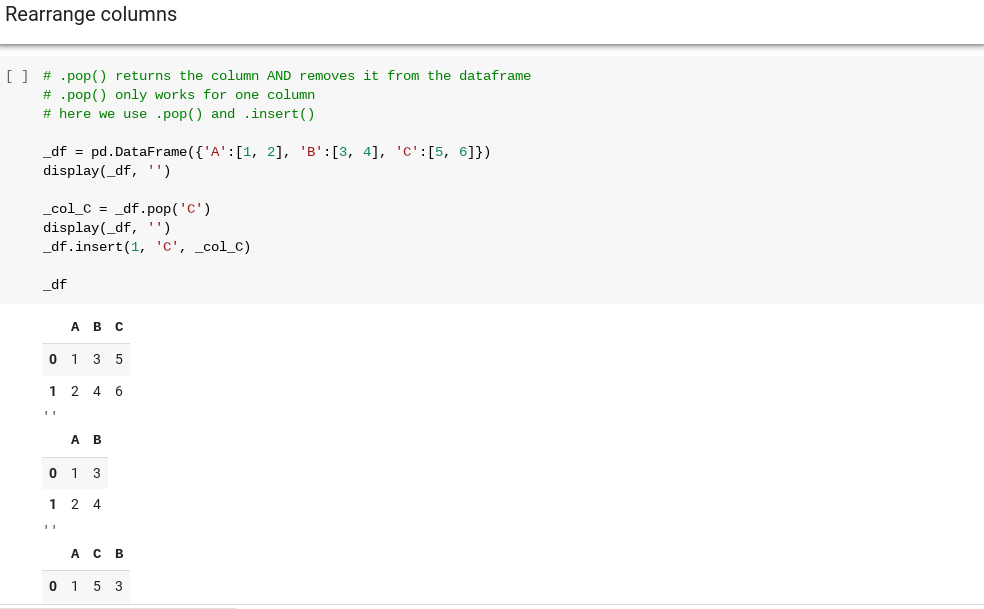 Rearrange columns
[ ] # .pop() returns the column AND removes it from the dataframe
# .pop() only works for one column
# here we use .pop() and .insert()
_df = pd.DataFrame({'A':[1, 2], 'B':[3, 4], 'C':[5, 6]})
display(_df, '')
_col_C = _df.pop('C')
display(_df, '')
_df.insert(1, 'C', _col_C)
_df
A B C
0 1 3 5
1 2 4 6
''
A B
0 1 3
1 2 4
''
A C B
0 1 5 3